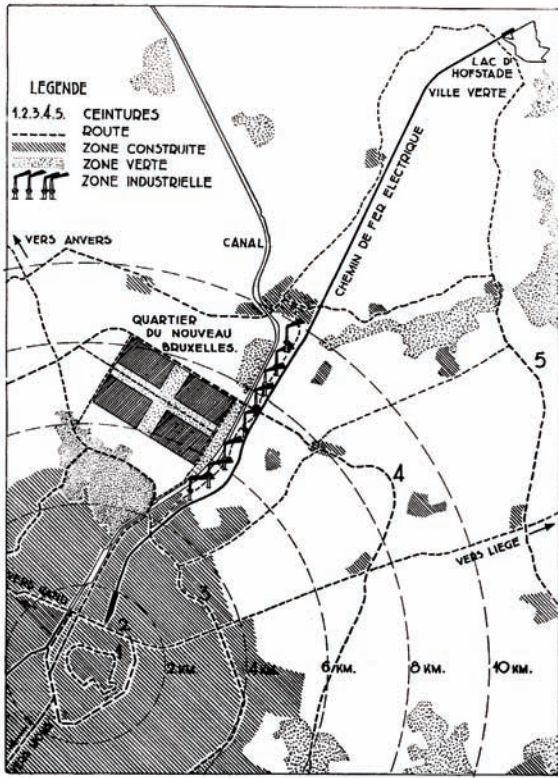 LEGENDE
1.2.3.4.5. CEINTURES
ROUTE
ZONE CONSTRUITE
ZONE VERTE
ZONE INDUSTRIELLE
LAC D'
HOFSTADE
VILLE VERTE
CHEMIN DE FER ELECTRIQUE
CANAL
VERS ANVERS
QUARTIER
DU NOUVEAU
BRUXELLES.
5
4
VERS LIEGE
3
VERS GAND
2
1
2 KM.
4 KM.
6 KM.
8 KM.
10 KM.